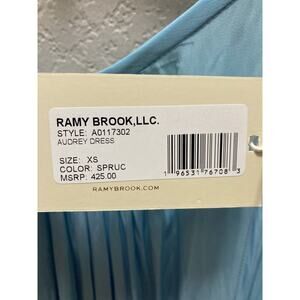 RAMY BROOK,LLC.
STYLE: A0117302
AUDREY DRESS
SIZE: XS
COLOR: SPRUC
MSRP: 425.00
1 96531 76708 3
RAMYBROOK.COM